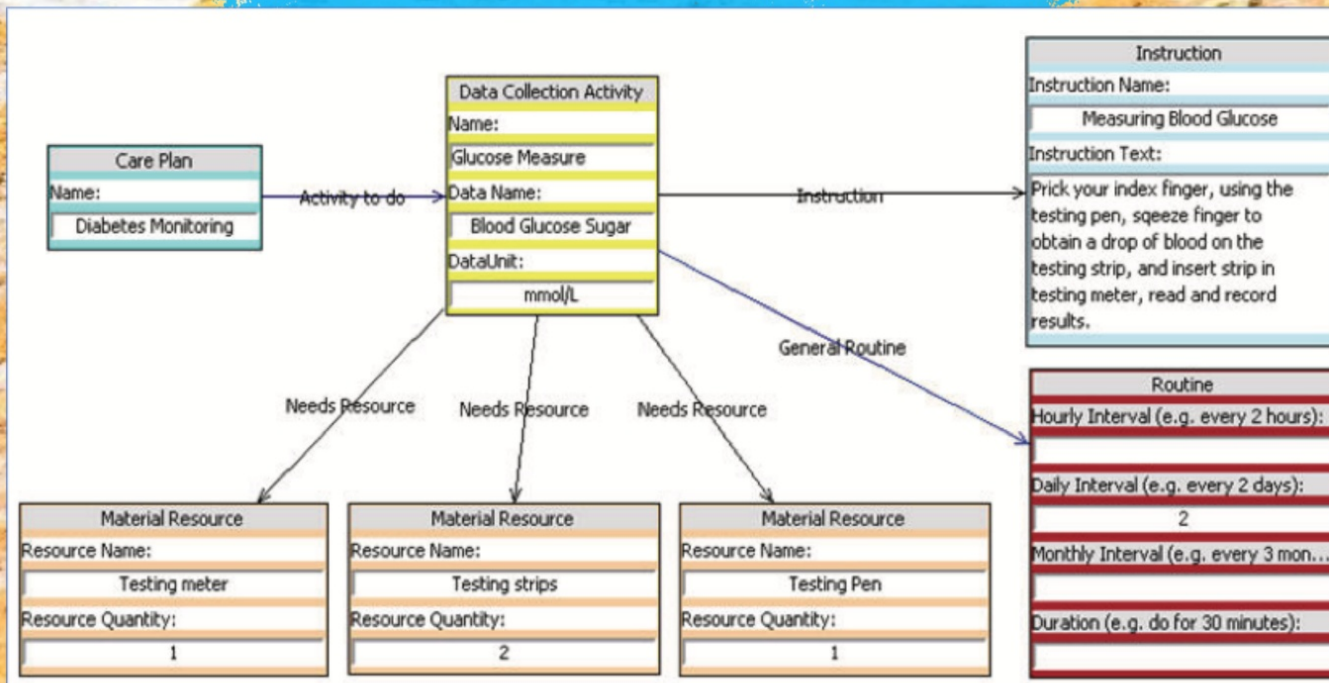 Care Plan
Name:
Diabetes Monitoring
Activity to do
Data Collection Activity
Name:
Glucose Measure
Data Name:
Blood Glucose Sugar
DataUnit:
mmol/L
Instruction
Instruction
Instruction Name:
Measuring Blood Glucose
Instruction Text:
Prick your index finger, using the
testing pen, sqeeze finger to
obtain a drop of blood on the
testing strip, and insert strip in
testing meter, read and record
results.
General Routine
Routine
Hourly Interval (e.g. every 2 hours):
Daily Interval (e.g. every 2 days):
2
Monthly Interval (e.g. every 3 mon...
Duration (e.g. do for 30 minutes):
Needs Resource
Needs Resource
Needs Resource
Material Resource
Resource Name:
Testing meter
Resource Quantity:
1
Material Resource
Resource Name:
Testing strips
Resource Quantity:
2
Material Resource
Resource Name:
Testing Pen
Resource Quantity:
1